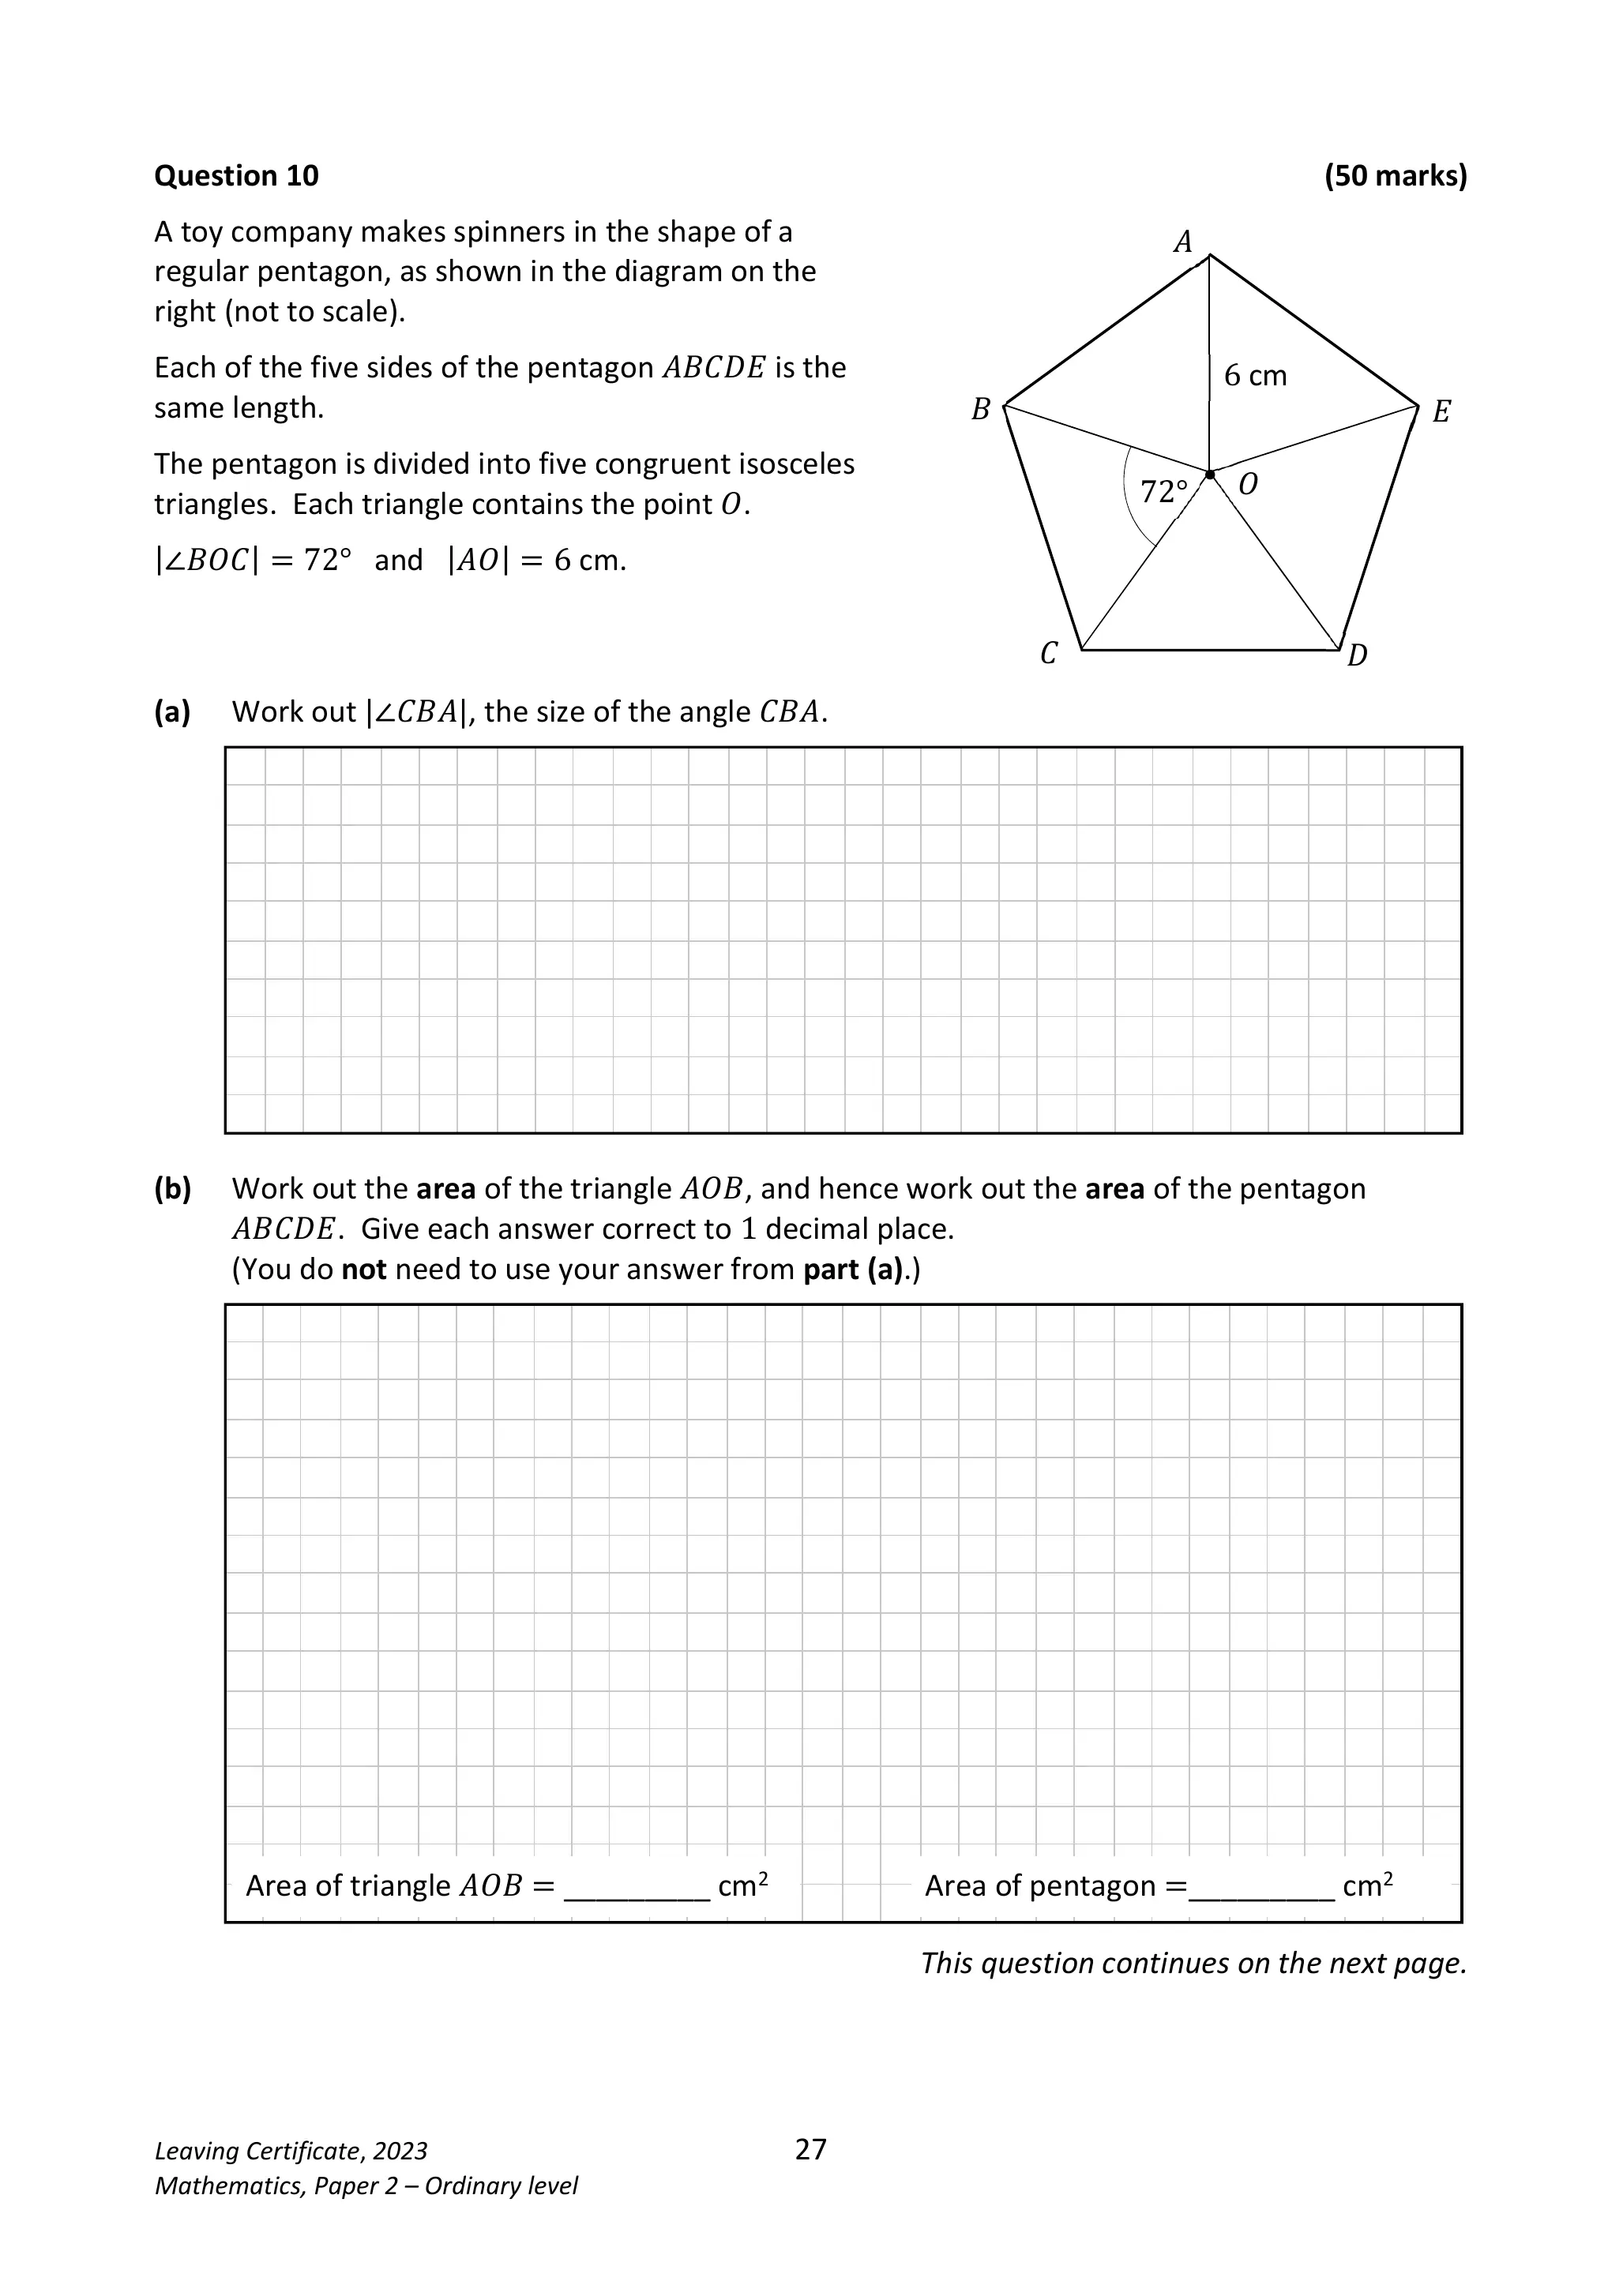 Question 10 (50 marks)
A toy company makes spinners in the shape of a
regular pentagon, as shown in the diagram on the
right (not to scale).
Each of the five sides of the pentagon ABCDE is the
same length.
The pentagon is divided into five congruent isosceles
triangles. Each triangle contains the point O.
|∠BOC| = 72° and |AO| = 6 cm.
A
6 cm
B
E
72°
O
C
D
(a) Work out |∠CBA|, the size of the angle CBA.
(b) Work out the area of the triangle AOB, and hence work out the area of the pentagon
ABCDE. Give each answer correct to 1 decimal place.
(You do not need to use your answer from part (a).)
Area of triangle AOB = _________ cm² Area of pentagon =_________ cm²
This question continues on the next page.
Leaving Certificate, 2023
27
Mathematics, Paper 2 – Ordinary level